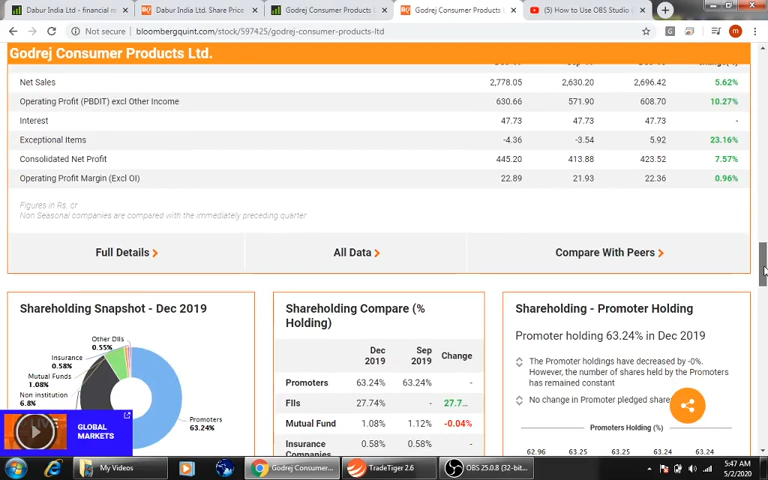 Dabur India Ltd - financial m
Dabur India Ltd. Share Price
Godrej Consumer Products L
Godrej Consumer Products Lt
(5) How to Use OBS Studio
Not secure | bloombergquint.com/stock/597425/godrej-consumer-products-ltd
Godrej Consumer Products Ltd.
Net Sales 2,778.05 2,630.20 2,696.42 5.62%
Operating Profit (PBDIT) excl Other Income 630.66 571.90 608.70 10.27%
Interest 47.73 47.73 47.73 -
Exceptional Items -4.36 -3.54 5.92 23.16%
Consolidated Net Profit 445.20 413.88 423.52 7.57%
Operating Profit Margin (Excl OI) 22.89 21.93 22.36 0.96%
Figures in Rs. cr
Non Seasonal companies are compared with the immediately preceding quarter
Full Details
All Data
Compare With Peers
Shareholding Snapshot - Dec 2019
Other DIIs
0.55%
Insurance
0.58%
Mutual Funds
1.08%
Non institution
6.8%
Promoters
63.24%
GLOBAL
MARKETS
Shareholding Compare (%
Holding)
Dec 2019 Sep 2019 Change
Promoters 63.24% 63.24% -
FIIs 27.74% - 27.7...
Mutual Fund 1.08% 1.12% -0.04%
Insurance Companies 0.58% 0.58% -
Shareholding - Promoter Holding
Promoter holding 63.24% in Dec 2019
The Promoter holdings have decreased by -0%.
However, the number of shares held by the Promoters
has remained constant
No change in Promoter pledged share
Promoters Holding (%)
62.96 63.25 63.25 63.24 63.24
My Videos
Godrej Consumer...
TradeTiger 2.6
OBS 25.0.8 (32-bit...
5:47 AM
5/2/2020